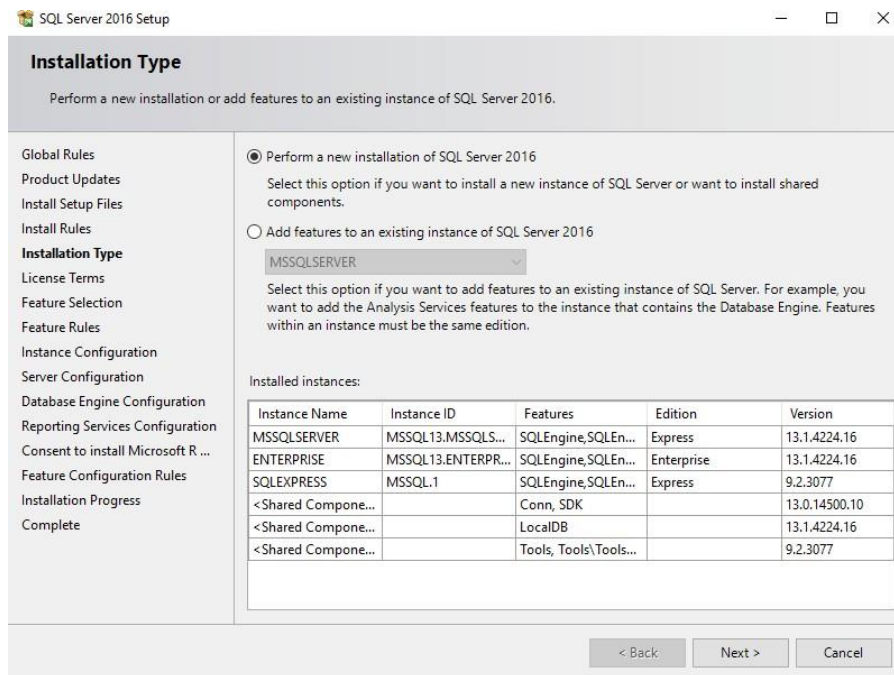 SQL Server 2016 Setup
Installation Type
Perform a new installation or add features to an existing instance of SQL Server 2016.
Global Rules
Product Updates
Install Setup Files
Install Rules
Installation Type
License Terms
Feature Selection
Feature Rules
Instance Configuration
Server Configuration
Database Engine Configuration
Reporting Services Configuration
Consent to install Microsoft R ...
Feature Configuration Rules
Installation Progress
Complete
Perform a new installation of SQL Server 2016
Select this option if you want to install a new instance of SQL Server or want to install shared
components.
Add features to an existing instance of SQL Server 2016
MSSQLSERVER
Select this option if you want to add features to an existing instance of SQL Server. For example, you
want to add the Analysis Services features to the instance that contains the Database Engine. Features
within an instance must be the same edition.
Installed instances:
Instance Name Instance ID Features Edition Version
MSSQLSERVER MSSQL13.MSSQLS... SQLEngine,SQLEn... Express 13.1.4224.16
ENTERPRISE MSSQL13.ENTERPR... SQLEngine,SQLEn... Enterprise 13.1.4224.16
SQLEXPRESS MSSQL.1 SQLEngine,SQLEn... Express 9.2.3077
<Shared Compone... Conn, SDK 13.0.14500.10
<Shared Compone... LocalDB 13.1.4224.16
<Shared Compone... Tools, Tools\Tools... 9.2.3077
< Back Next > Cancel